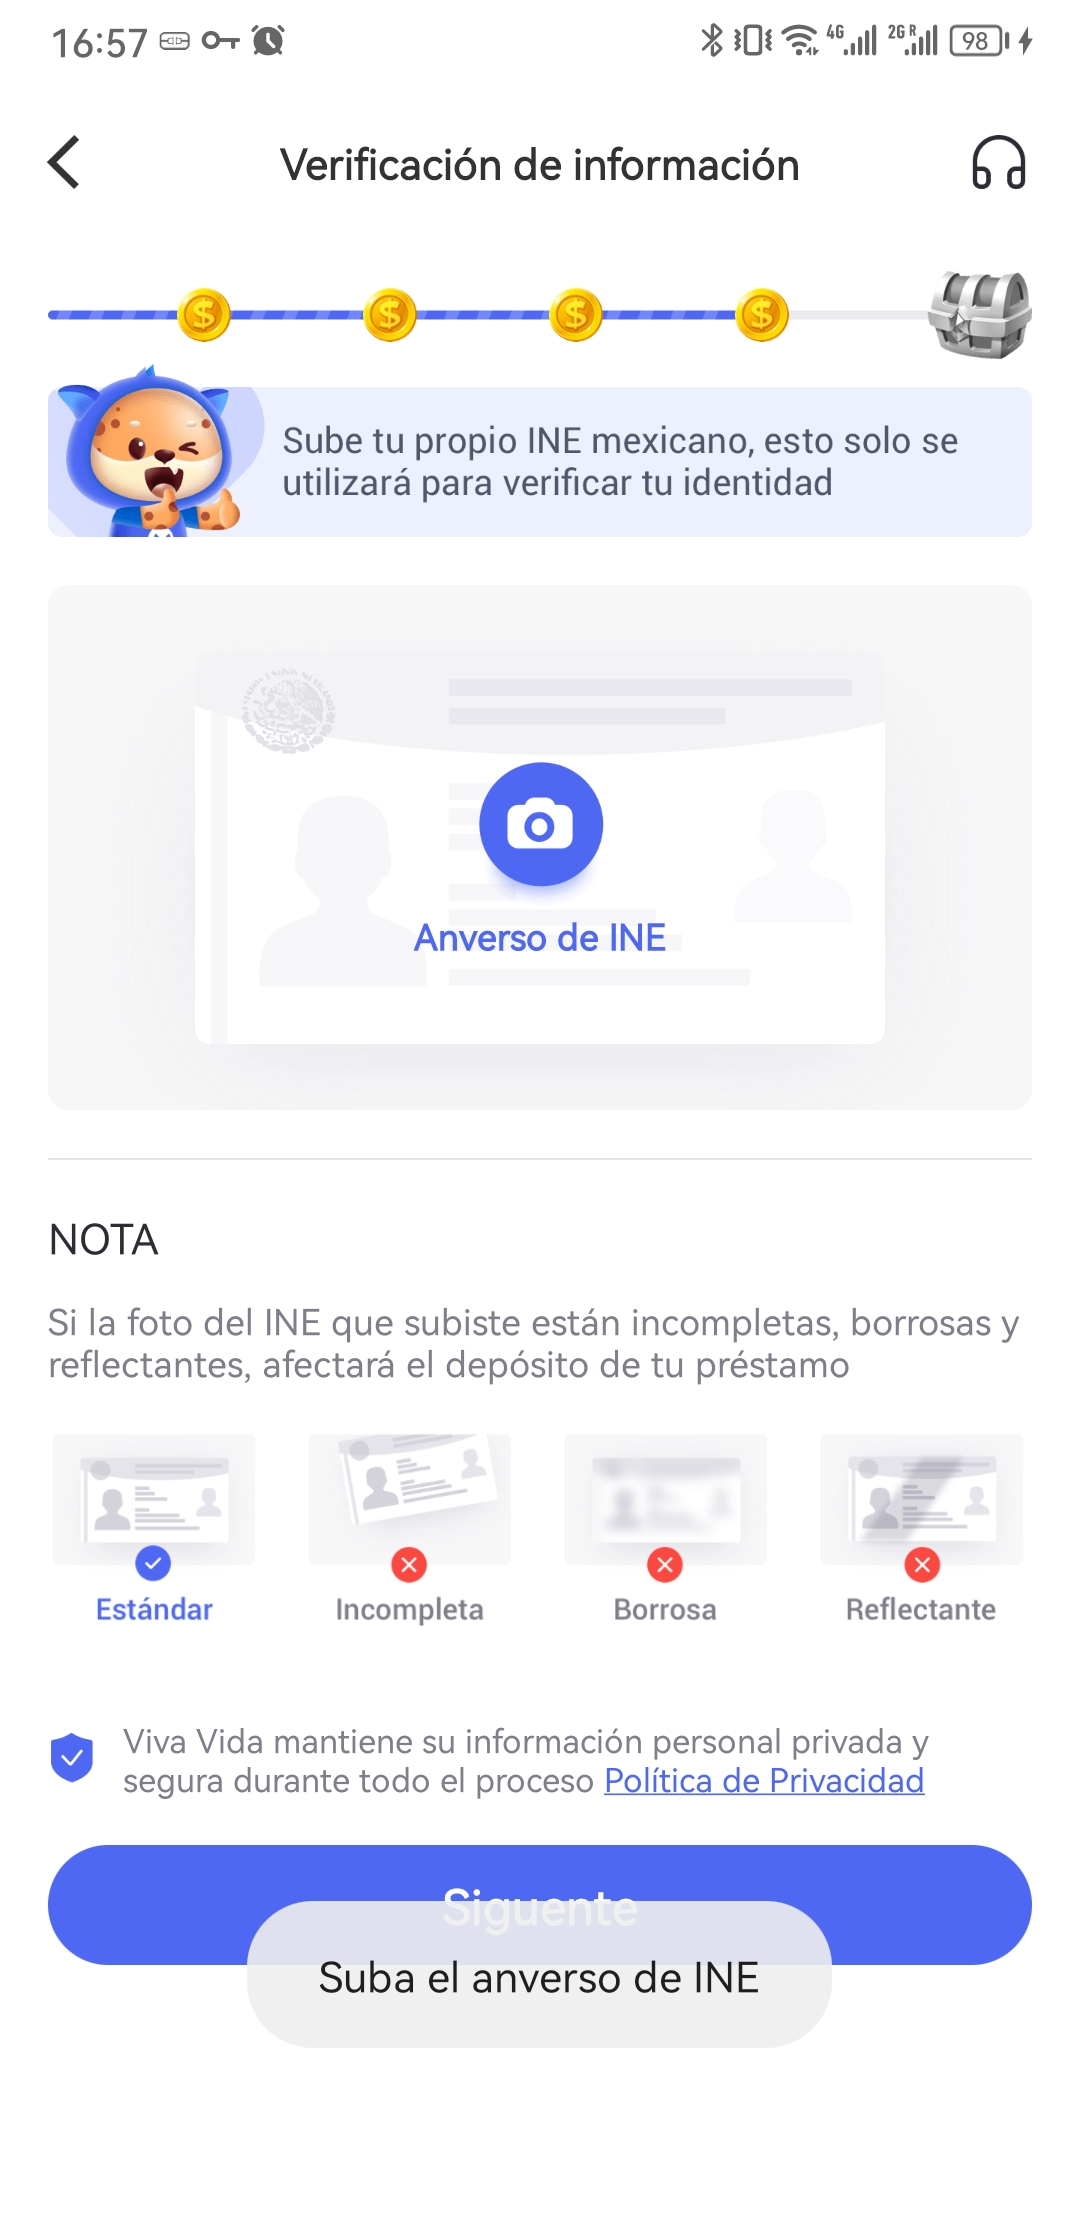 16:57
4G
2G R
98
Verificación de información
Sube tu propio INE mexicano, esto solo se
utilizará para verificar tu identidad
Anverso de INE
NOTA
Si la foto del INE que subiste están incompletas, borrosas y
reflectantes, afectará el depósito de tu préstamo
Estándar
Incompleta
Borrosa
Reflectante
Viva Vida mantiene su información personal privada y
segura durante todo el proceso Política de Privacidad
Siguente
Suba el anverso de INE